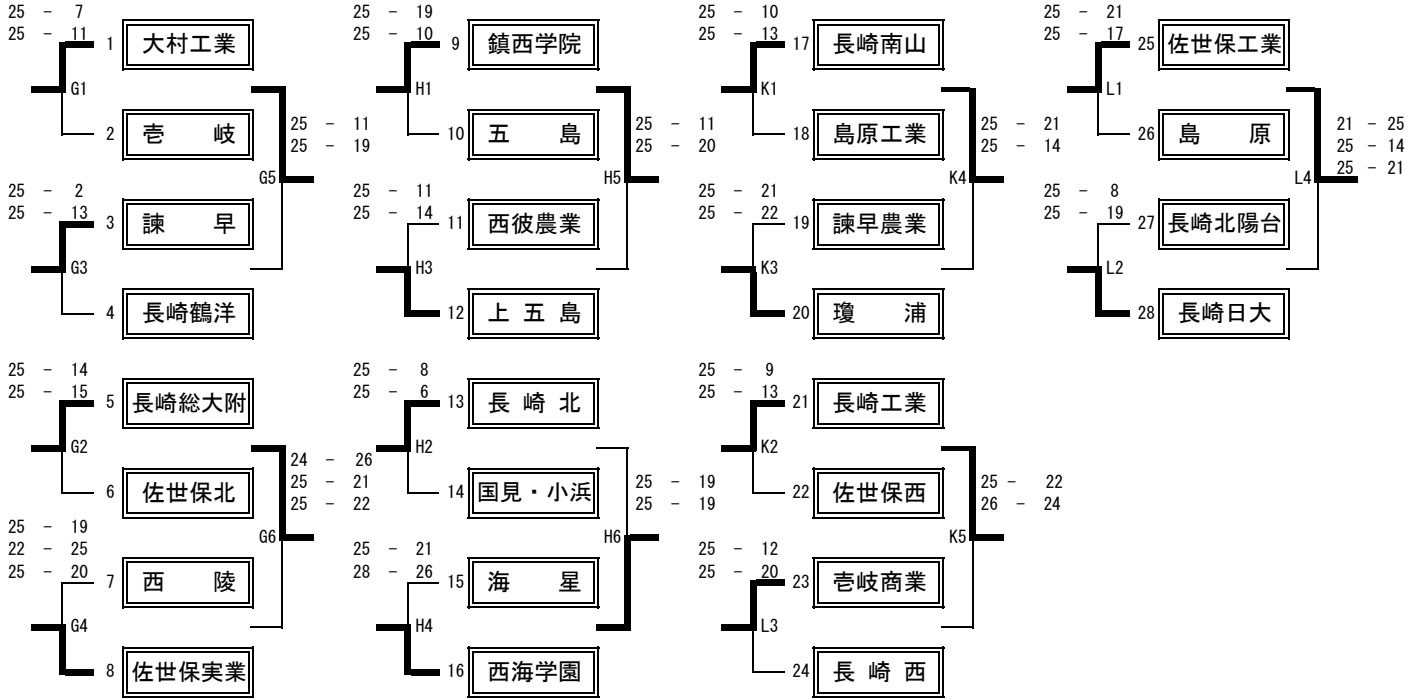 25 - 7
25 - 11
1 大村工業
G1
2 壱 岐
25 - 11
25 - 19
G5
25 - 2
25 - 13
3 諫 早
G3
4 長崎鶴洋
25 - 14
25 - 15
5 長崎総大附
G2
6 佐世保北
24 - 26
25 - 21
25 - 22
G6
25 - 19
22 - 25
25 - 20
7 西 陵
G4
8 佐世保実業
25 - 19
25 - 10
9 鎮西学院
H1
10 五 島
25 - 11
25 - 20
H5
25 - 11
25 - 14
11 西彼農業
H3
12 上 五 島
25 - 8
25 - 6
13 長 崎 北
H2
14 国見・小浜
25 - 19
25 - 19
H6
25 - 21
28 - 26
15 海 星
H4
16 西海学園
25 - 10
25 - 13
17 長崎南山
K1
18 島原工業
25 - 21
25 - 14
K4
25 - 21
25 - 22
19 諫早農業
K3
20 瓊 浦
25 - 9
25 - 13
21 長崎工業
K2
22 佐世保西
25 - 22
26 - 24
K5
25 - 12
25 - 20
23 壱岐商業
L3
24 長 崎 西
25 - 21
25 - 17
25 佐世保工業
L1
26 島 原
21 - 25
25 - 14
25 - 21
L4
25 - 8
25 - 19
27 長崎北陽台
L2
28 長崎日大